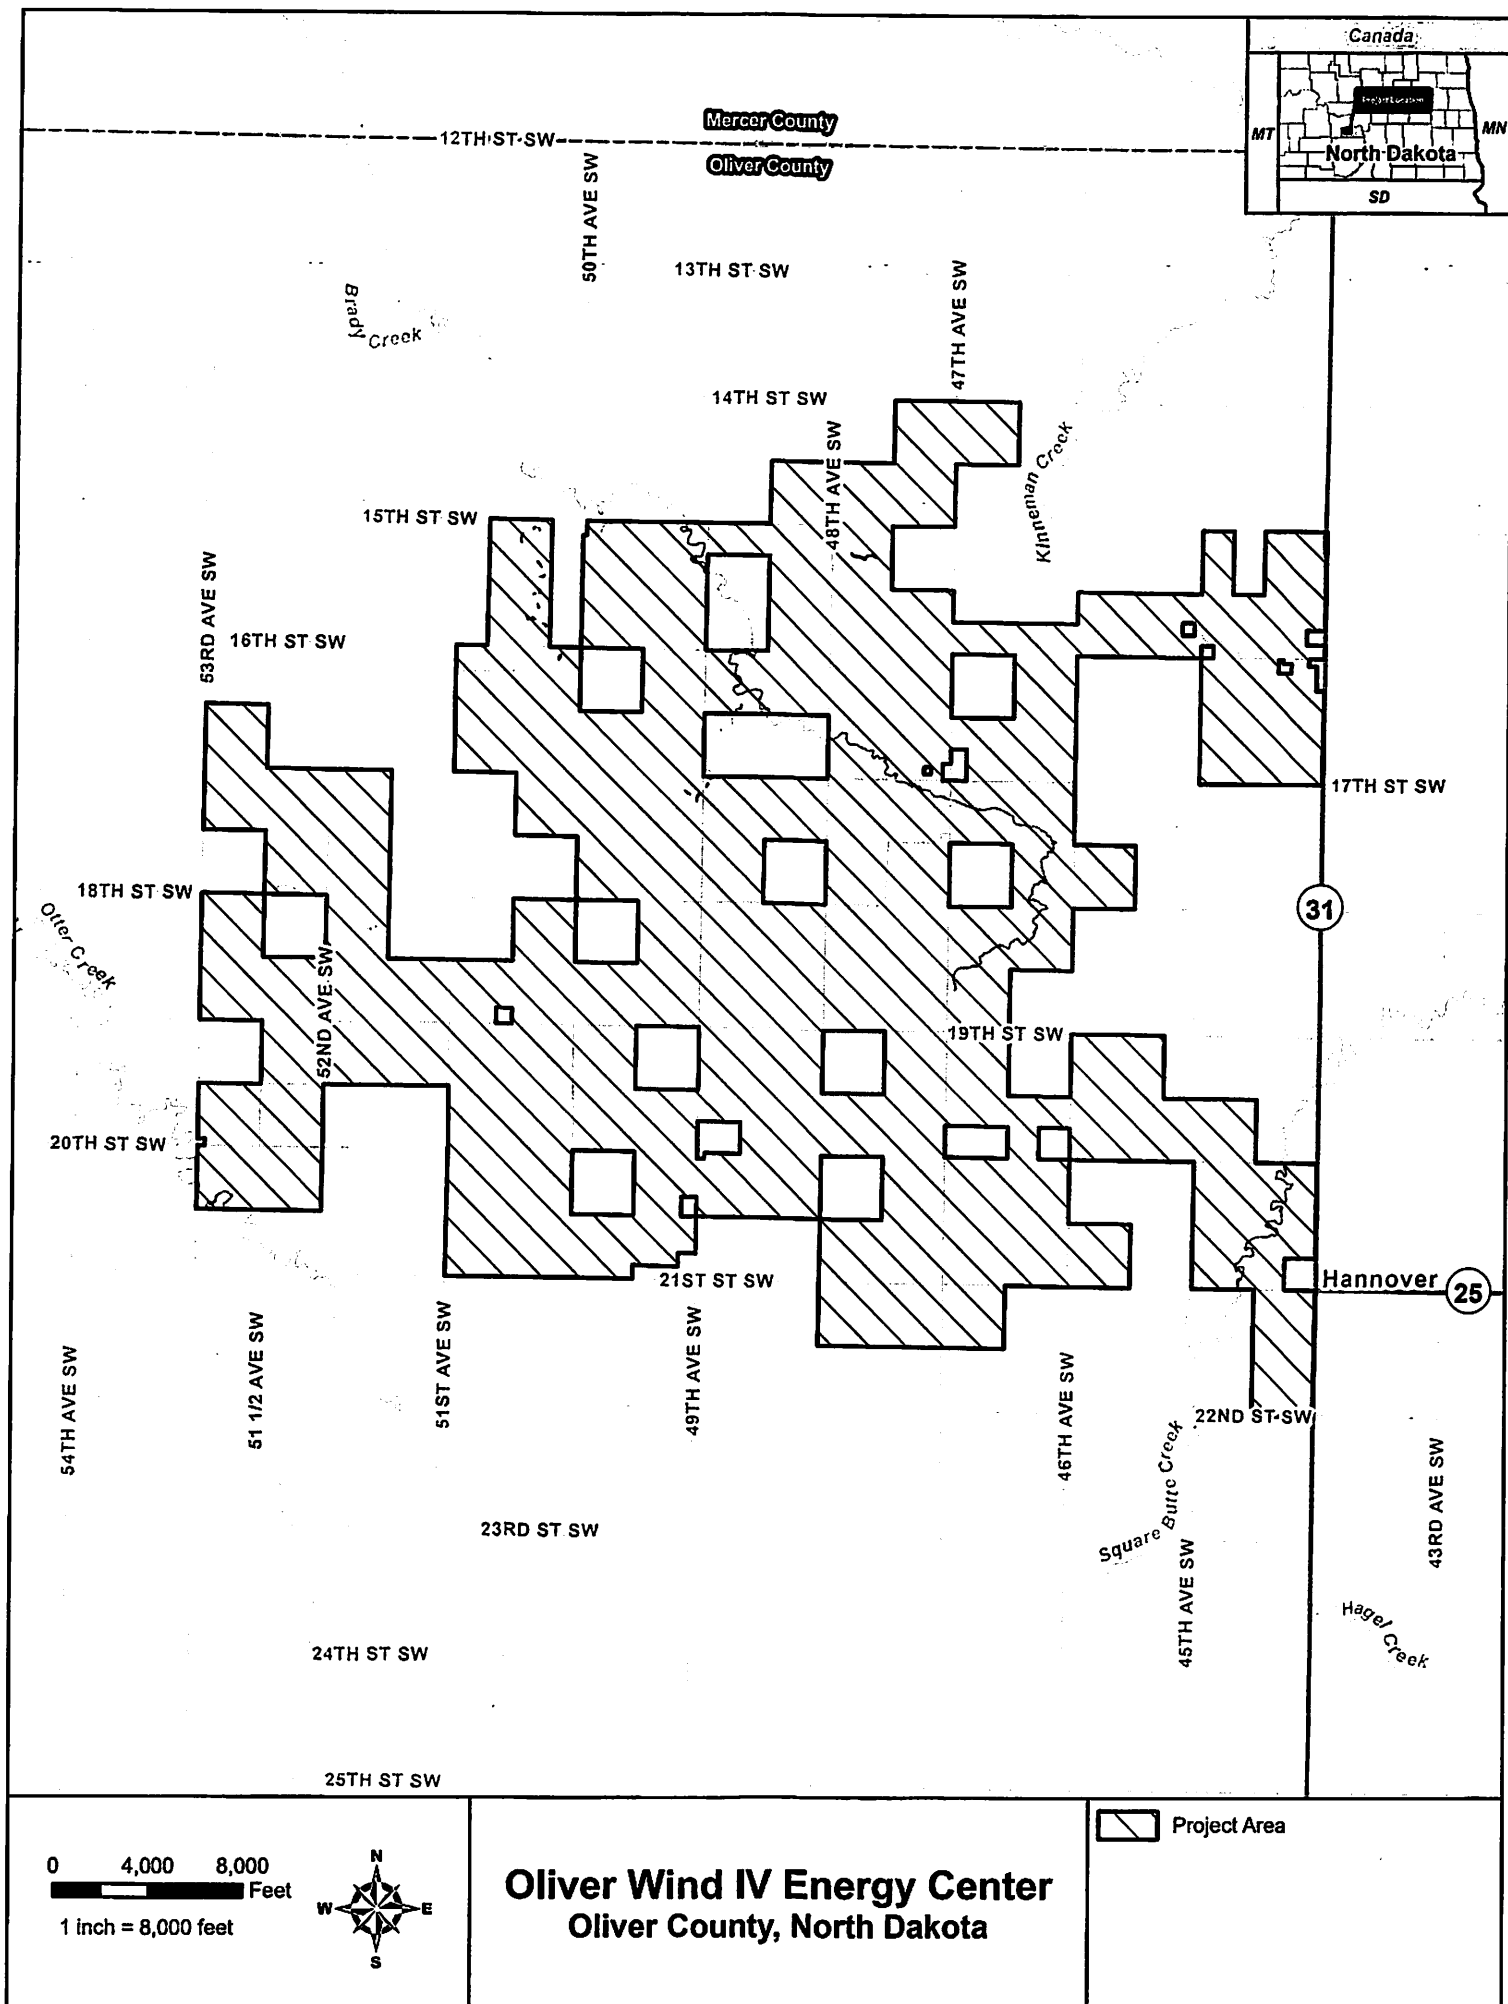 Canada
Project Location
MT
MN
North Dakota
SD
Mercer County
12TH ST SW
Oliver County
50TH AVE SW
13TH ST SW
47TH AVE SW
Brady Creek
14TH ST SW
48TH AVE SW
Kinneman Creek
15TH ST SW
53RD AVE SW
16TH ST SW
17TH ST SW
18TH ST SW
31
Otter Creek
52ND AVE SW
19TH ST SW
20TH ST SW
21ST ST SW
Hannover
25
54TH AVE SW
51 1/2 AVE SW
51ST AVE SW
49TH AVE SW
46TH AVE SW
22ND ST SW
Square Butte Creek
43RD AVE SW
23RD ST SW
45TH AVE SW
Hagel Creek
24TH ST SW
25TH ST SW
0 4,000 8,000
Feet
1 inch = 8,000 feet
N
W E
S
Oliver Wind IV Energy Center
Oliver County, North Dakota
Project Area